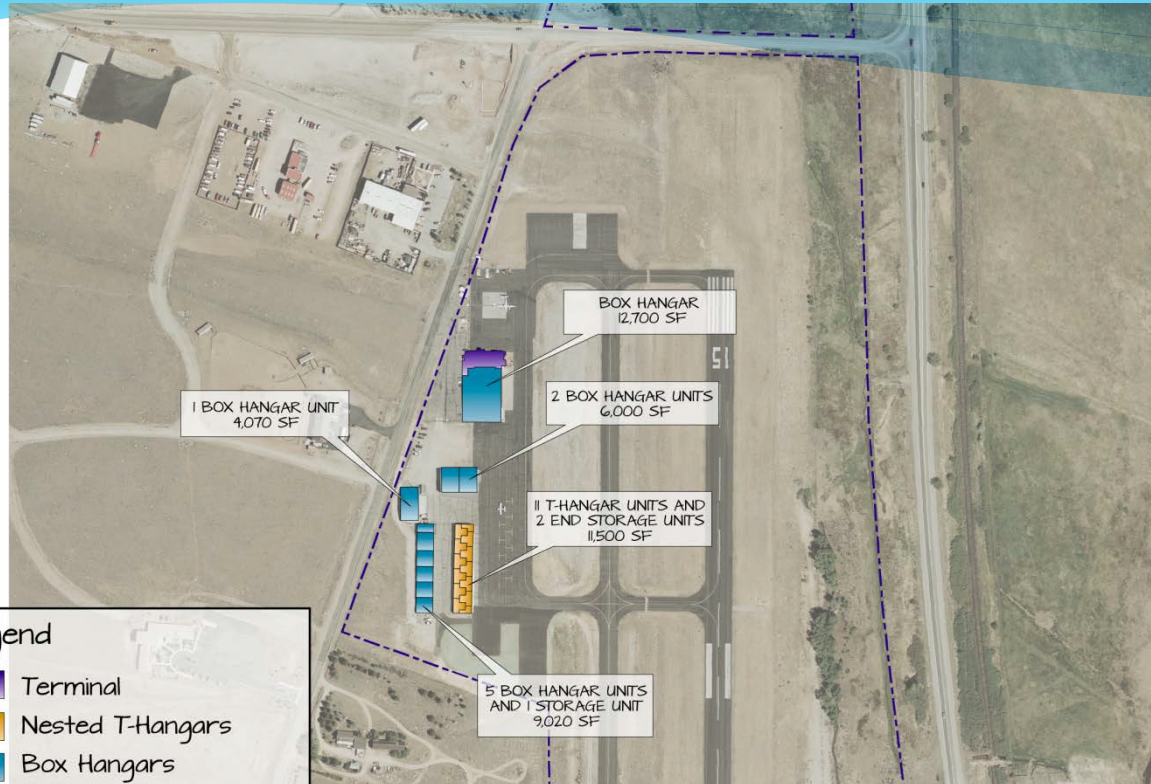 BOX HANGAR
12,700 SF
15
1 BOX HANGAR UNIT
4,070 SF
2 BOX HANGAR UNITS
6,000 SF
11 T-HANGAR UNITS AND
2 END STORAGE UNITS
11,500 SF
5 BOX HANGAR UNITS
AND 1 STORAGE UNIT
9,020 SF
Terminal
Nested T-Hangars
Box Hangars